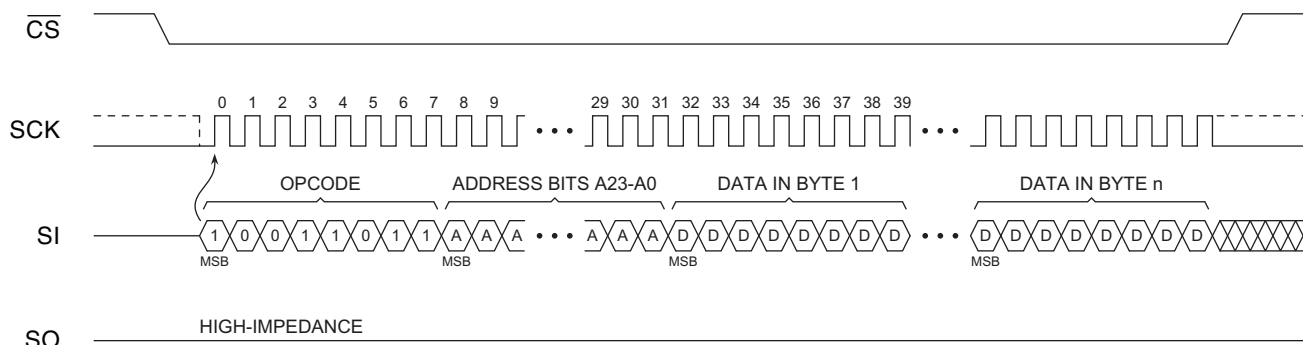 CS
0 1 2 3 4 5 6 7 8 9 29 30 31 32 33 34 35 36 37 38 39
SCK
OPCODE ADDRESS BITS A23-A0 DATA IN BYTE 1 DATA IN BYTE n
SI 1 0 0 1 1 0 1 1 A A A A A A D D D D D D D D D D D D D D D D
MSB MSB MSB MSB
HIGH-IMPEDANCE
SO